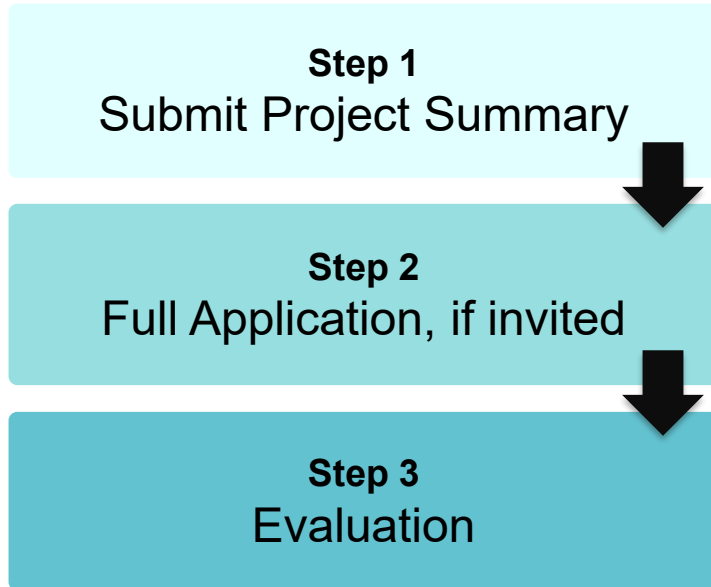 Step 1
Submit Project Summary
Step 2
Full Application, if invited
Step 3
Evaluation